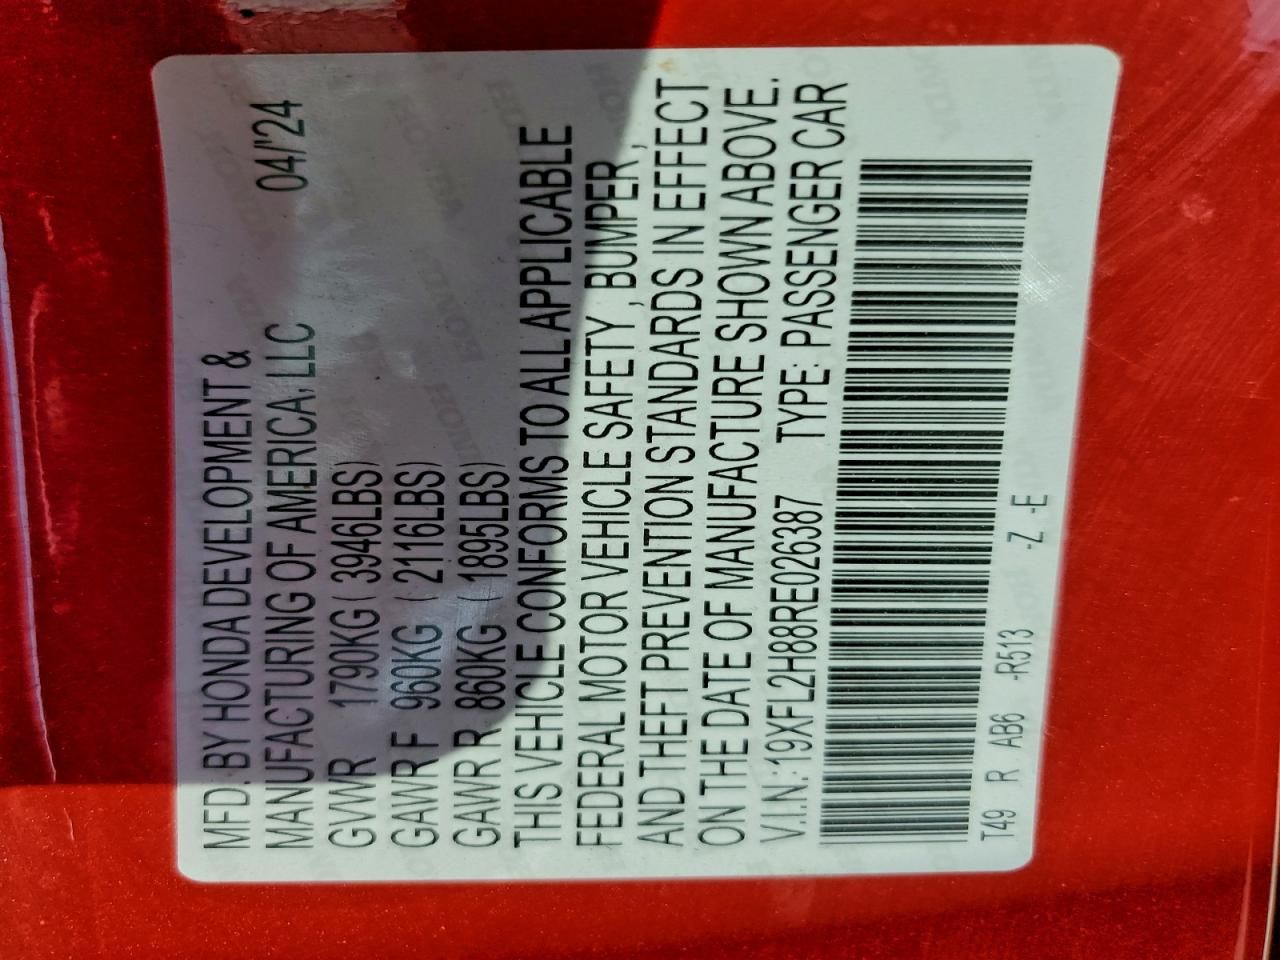 MFD. BY HONDA DEVELOPMENT &
MANUFACTURING OF AMERICA, LLC 04/'24
GVWR 1790KG ( 3946LBS)
GAWR F 960KG ( 2116LBS)
GAWR R 860KG ( 1895LBS)
THIS VEHICLE CONFORMS TO ALL APPLICABLE
FEDERAL MOTOR VEHICLE SAFETY , BUMPER ,
AND THEFT PREVENTION STANDARDS IN EFFECT
ON THE DATE OF MANUFACTURE SHOWN ABOVE.
V.I.N.: 19XFL2H88RE026387 TYPE: PASSENGER CAR
T49 R AB6 -R513 -Z -E